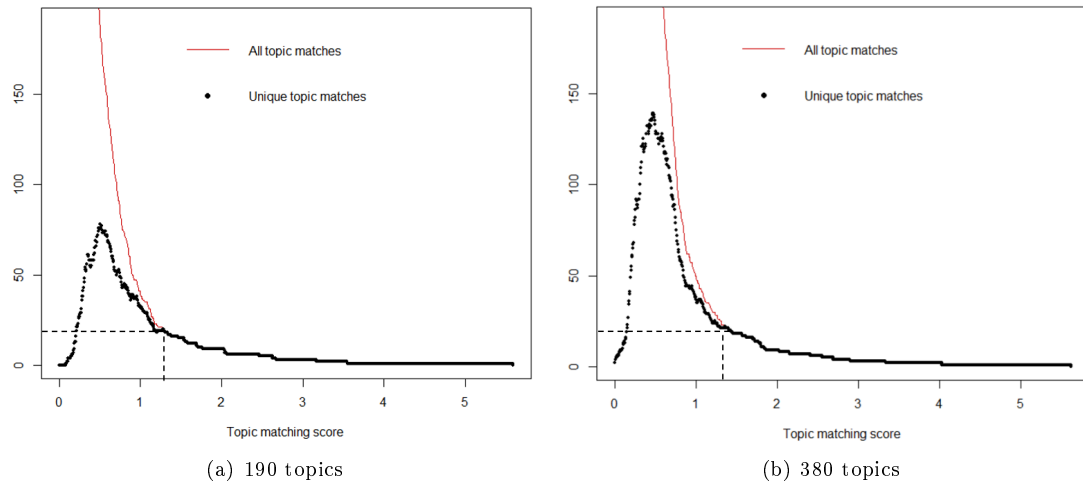 All topic matches
Unique topic matches
150
100
50
0
0 1 2 3 4 5
Topic matching score
(a) 190 topics
All topic matches
Unique topic matches
150
100
50
0
0 1 2 3 4 5
Topic matching score
(b) 380 topics